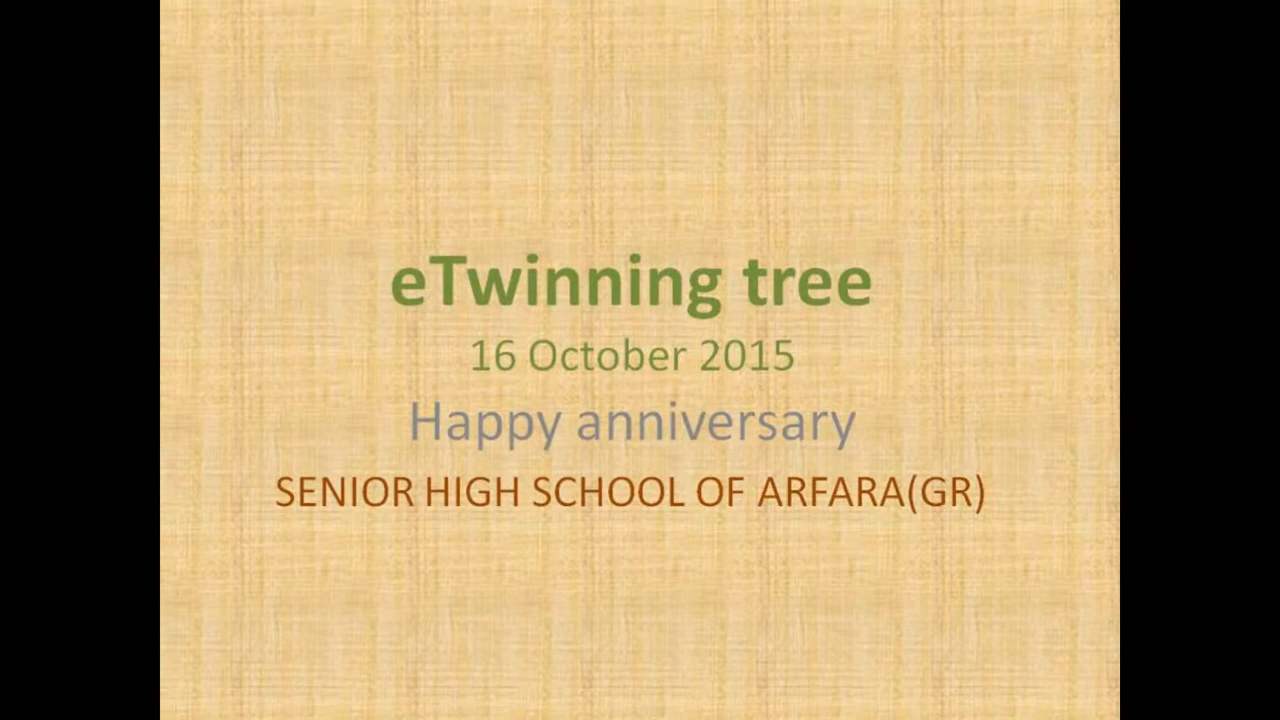 eTwinning tree
16 October 2015
Happy anniversary
SENIOR HIGH SCHOOL OF ARFARA(GR)